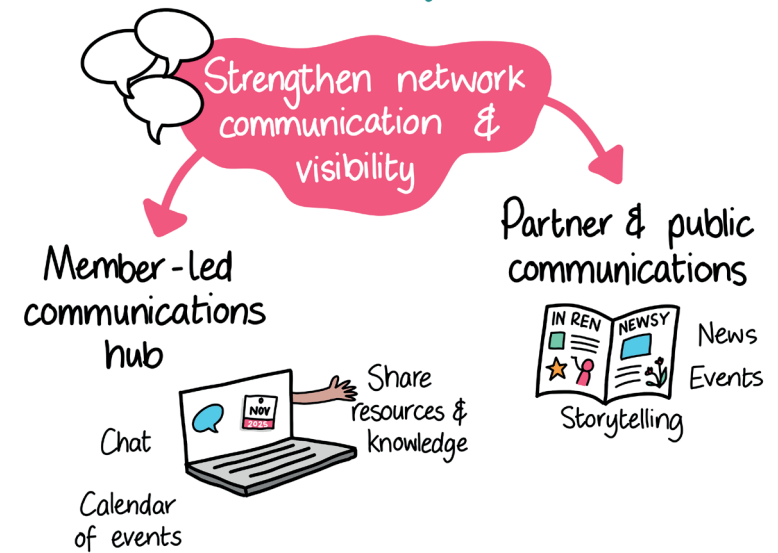 Strengthen network
communication &
visibility
Member-led
communications
hub
Chat
Calendar
of events
NOV
2025
Share
resources &
knowledge
Partner & public
communications
IN REN
NEWSY
News
Events
Storytelling